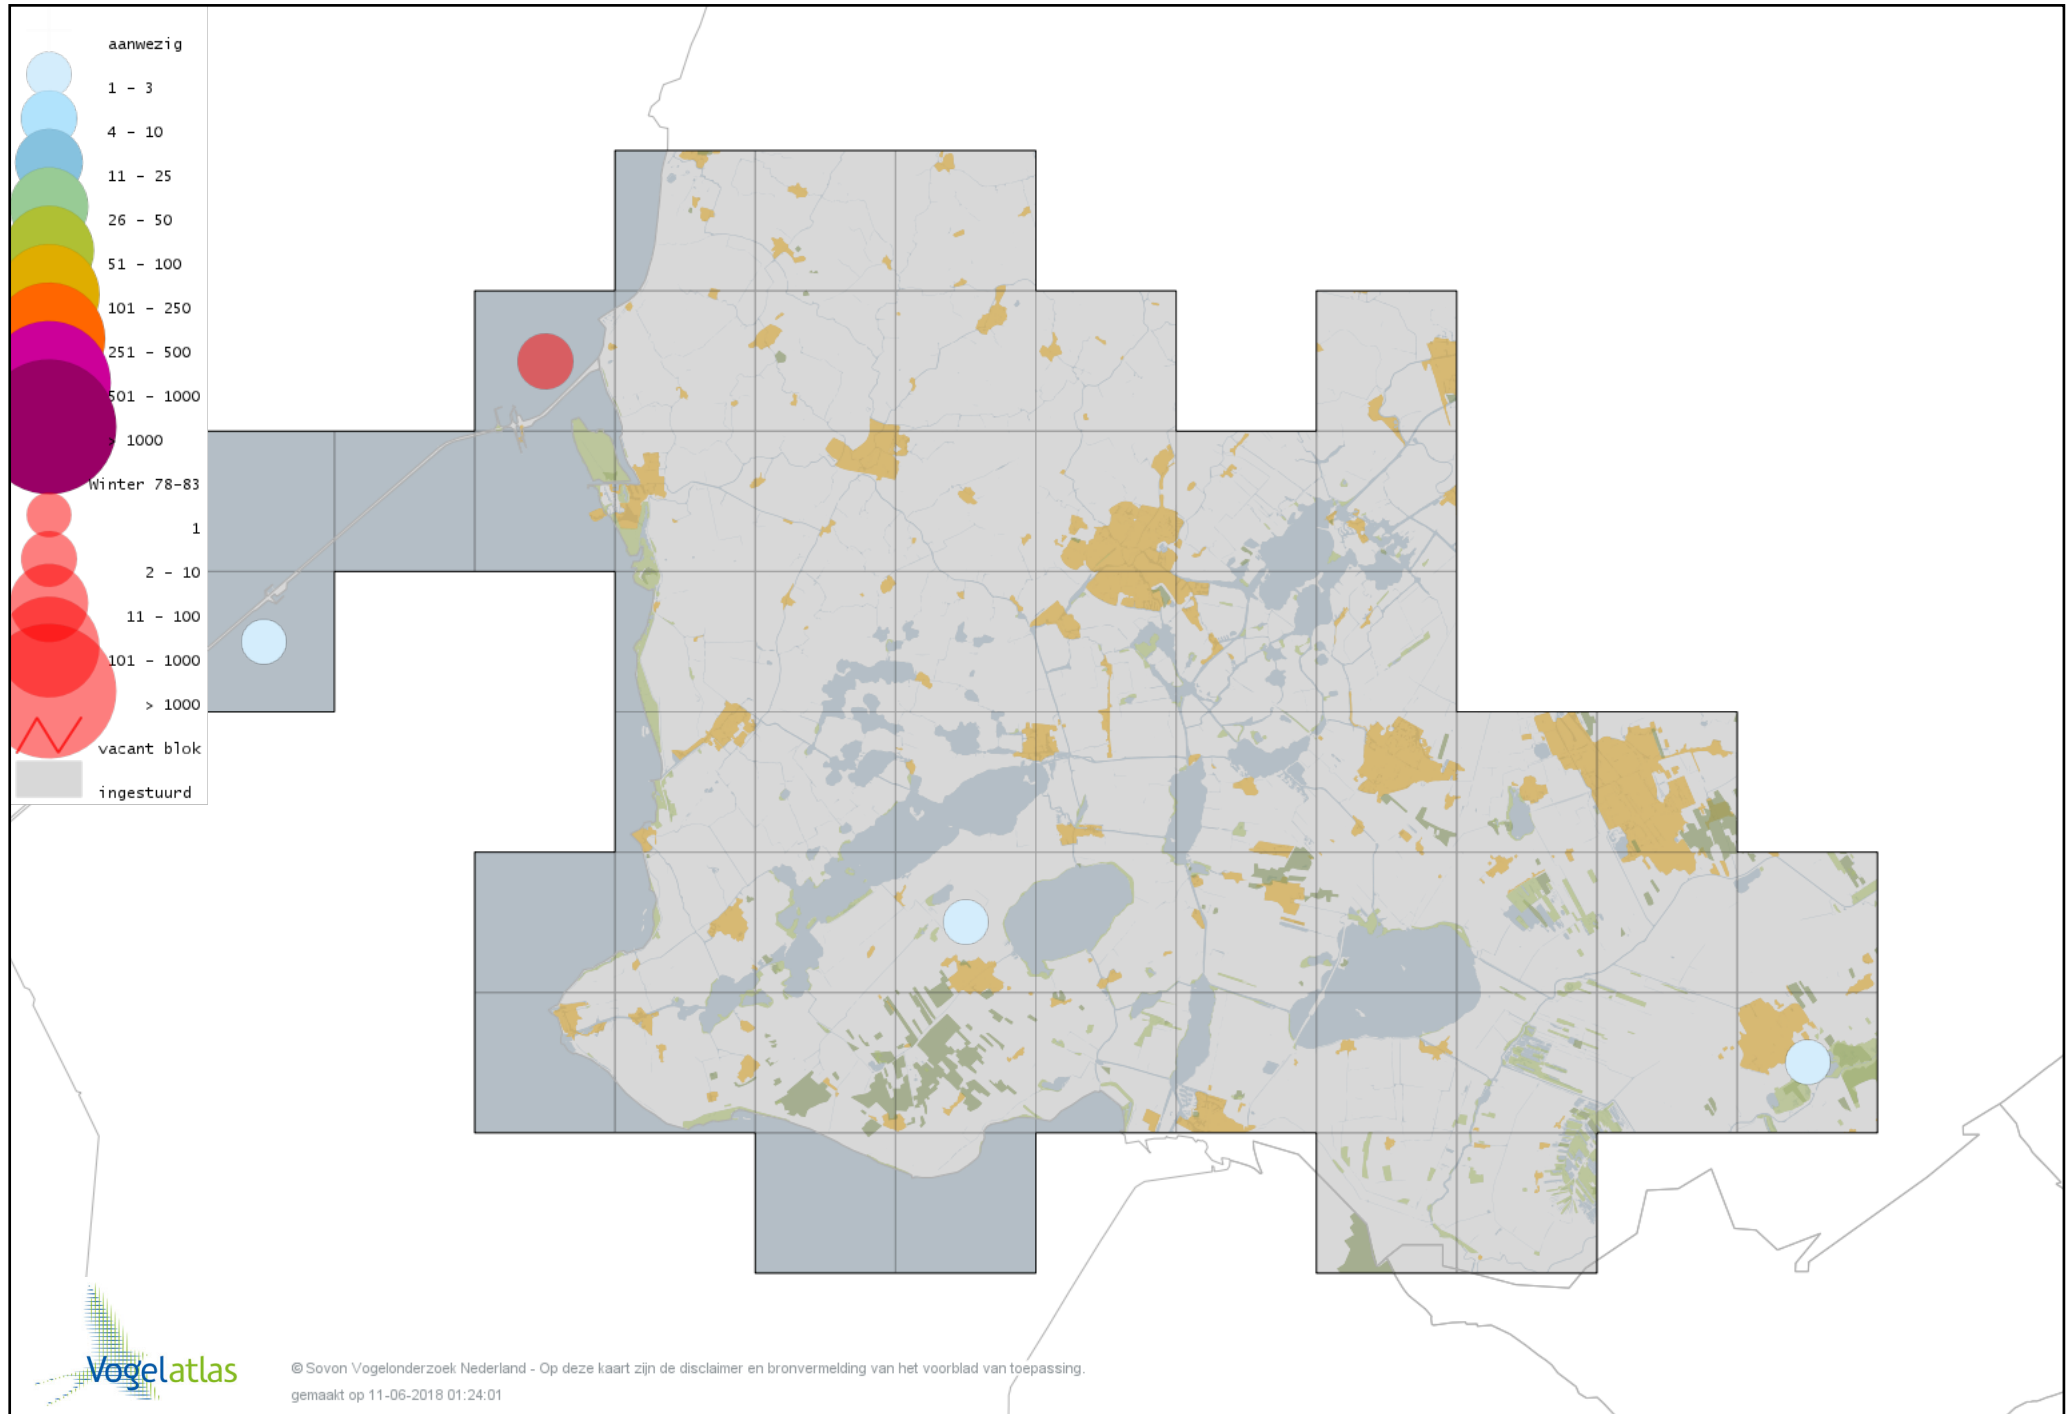 aanwezig
1 – 3
4 – 10
11 – 25
26 – 50
51 – 100
101 – 250
251 – 500
501 – 1000
> 1000
Winter 78-83
1
2 – 10
11 – 100
101 – 1000
> 1000
vacant blok
ingestuurd
Vogelatlas
© Sovon Vogelonderzoek Nederland - Op deze kaart zijn de disclaimer en bronvermelding van het voorblad van toepassing.
gemaakt op 11-06-2018 01:24:01